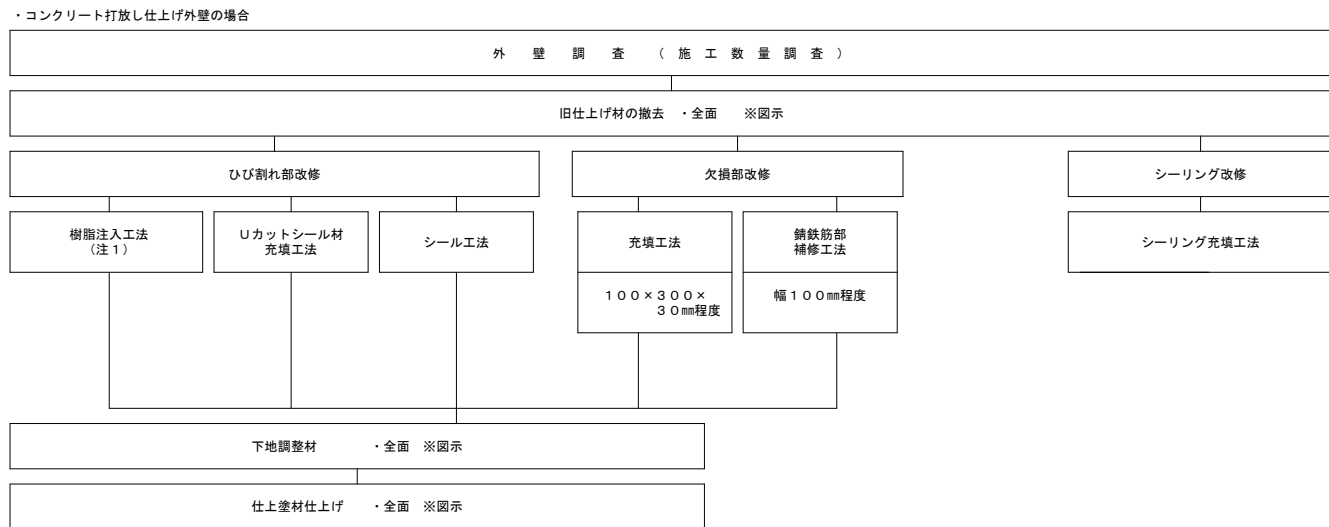 ・コンクリート打放し仕上げ外壁の場合
外　壁　調　査　（ 施 工 数 量 調 査 ）
旧仕上げ材の撤去　・全面　　※図示
ひび割れ部改修
欠損部改修
シーリング改修
樹脂注入工法
（注１）
Ｕカットシール材
充填工法
シール工法
充填工法
錆鉄筋部
補修工法
シーリング充填工法
１００×３００×
３０㎜程度
幅１００㎜程度
下地調整材　　　　・全面　※図示
仕上塗材仕上げ　　・全面　※図示